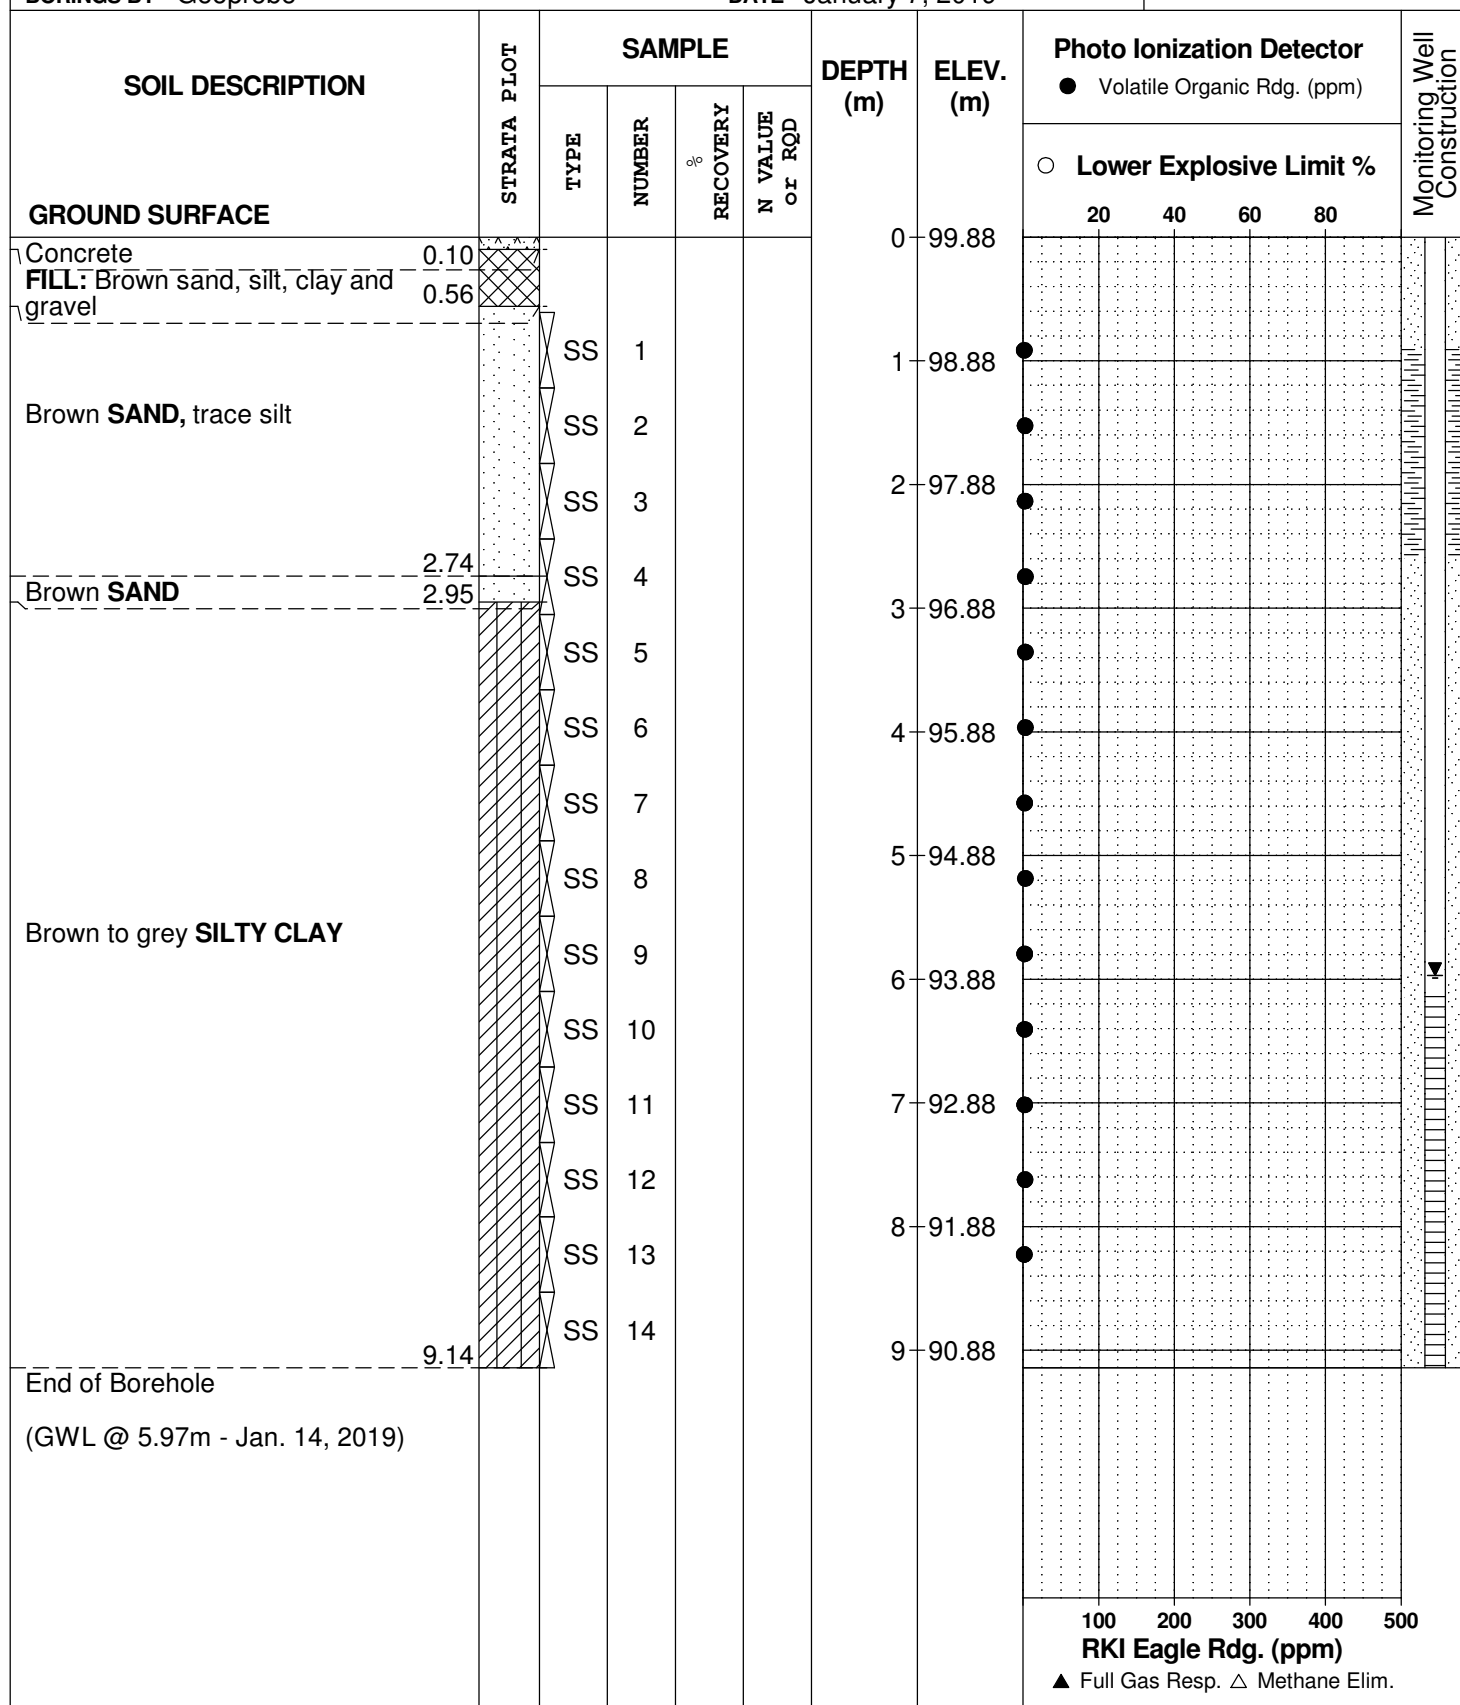 SOIL DESCRIPTION
GROUND SURFACE
STRATA PLOT
SAMPLE
TYPE
NUMBER
%
RECOVERY
N VALUE
or RQD
DEPTH
(m)
ELEV.
(m)
Photo Ionization Detector
● Volatile Organic Rdg. (ppm)
○ Lower Explosive Limit %
20 40 60 80
Monitoring Well
Construction
Concrete 0.10
FILL: Brown sand, silt, clay and
gravel 0.56
Brown SAND, trace silt
2.74
Brown SAND 2.95
Brown to grey SILTY CLAY
9.14
End of Borehole
(GWL @ 5.97m - Jan. 14, 2019)
SS 1
SS 2
SS 3
SS 4
SS 5
SS 6
SS 7
SS 8
SS 9
SS 10
SS 11
SS 12
SS 13
SS 14
0 99.88
1 98.88
2 97.88
3 96.88
4 95.88
5 94.88
6 93.88
7 92.88
8 91.88
9 90.88
100 200 300 400 500
RKI Eagle Rdg. (ppm)
▲ Full Gas Resp. △ Methane Elim.